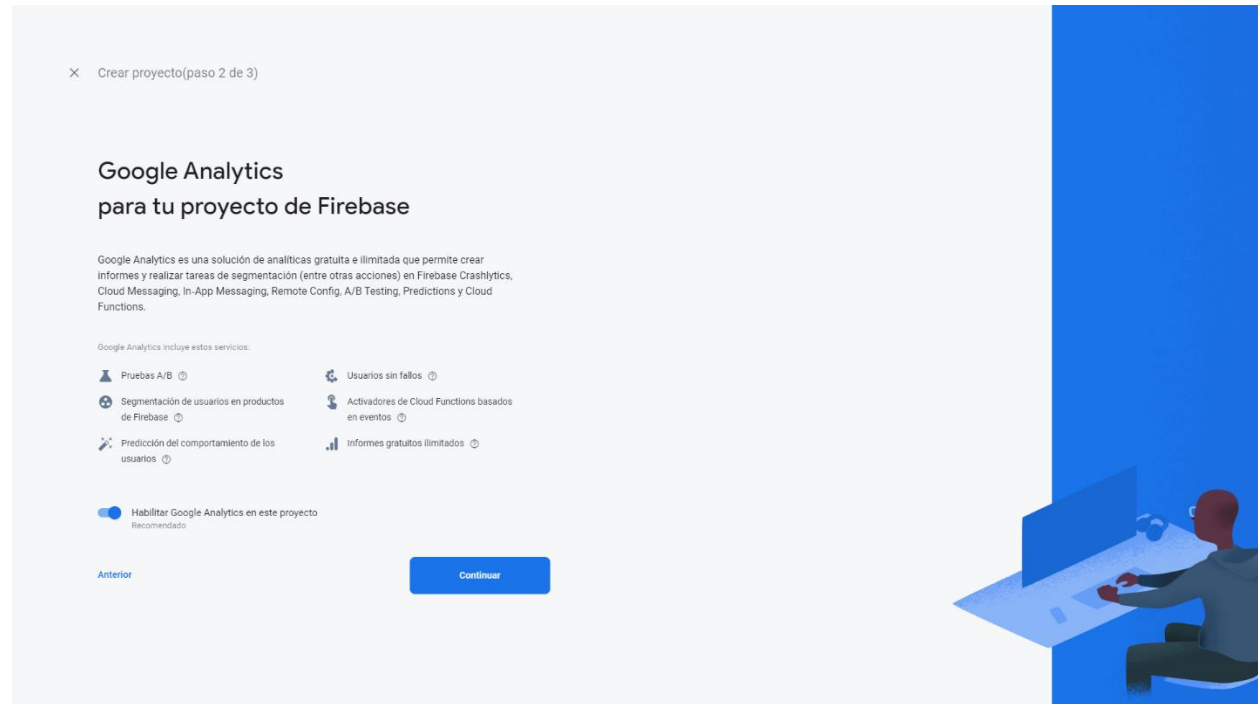 Crear proyecto(paso 2 de 3)
Google Analytics
para tu proyecto de Firebase
Google Analytics es una solución de analíticas gratuita e ilimitada que permite crear
informes y realizar tareas de segmentación (entre otras acciones) en Firebase Crashlytics,
Cloud Messaging, In-App Messaging, Remote Config, A/B Testing, Predictions y Cloud
Functions.
Google Analytics incluye estos servicios:
Pruebas A/B
Usuarios sin fallos
Segmentación de usuarios en productos
de Firebase
Activadores de Cloud Functions basados
en eventos
Predicción del comportamiento de los
usuarios
Informes gratuitos ilimitados
Habilitar Google Analytics en este proyecto
Recomendado
Anterior
Continuar